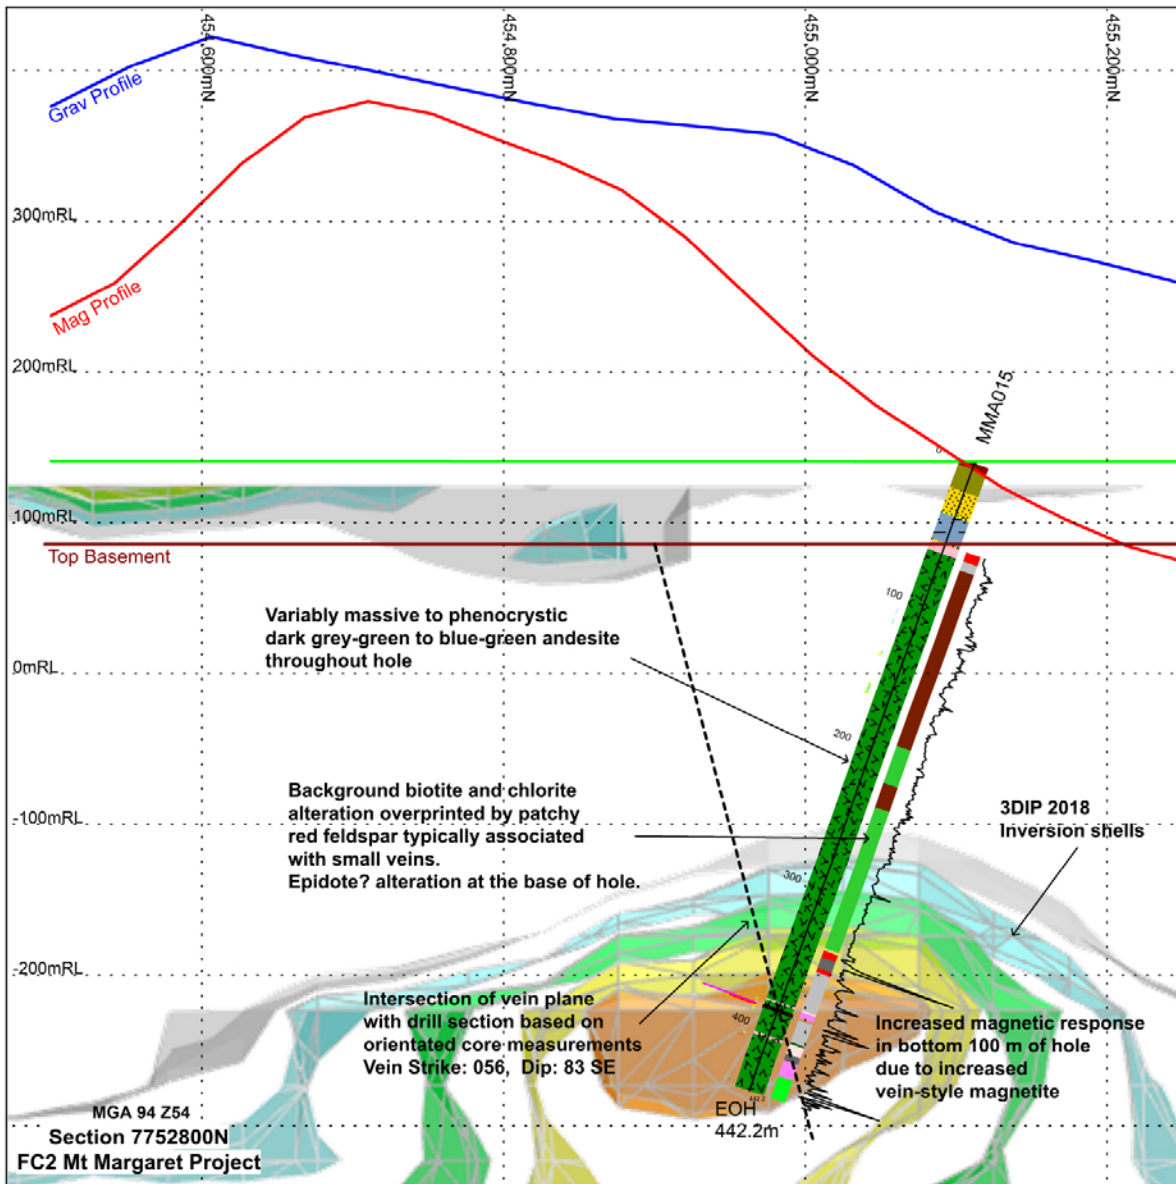 454,600mN
454,800mN
455,000mN
455,200mN
Grav Profile
Mag Profile
300mRL
200mRL
MMA015
0
100mRL
Top Basement
100
Variably massive to phenocrystic
dark grey-green to blue-green andesite
throughout hole
0mRL
200
Background biotite and chlorite
alteration overprinted by patchy
red feldspar typically associated
with small veins.
Epidote? alteration at the base of hole.
-100mRL
3DIP 2018
Inversion shells
300
-200mRL
Intersection of vein plane
with drill section based on
orientated core measurements
Vein Strike: 056, Dip: 83 SE
400
Increased magnetic response
in bottom 100 m of hole
due to increased
vein-style magnetite
442.2
EOH
442.2m
MGA 94 Z54
Section 7752800N
FC2 Mt Margaret Project